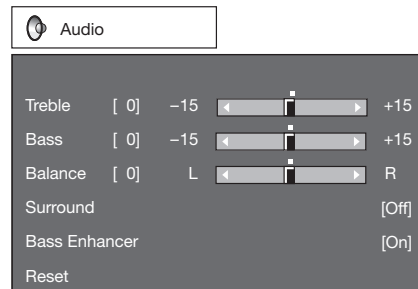 Audio
Treble [ 0] –15 +15
Bass [ 0] –15 +15
Balance [ 0] L R
Surround [Off]
Bass Enhancer [On]
Reset